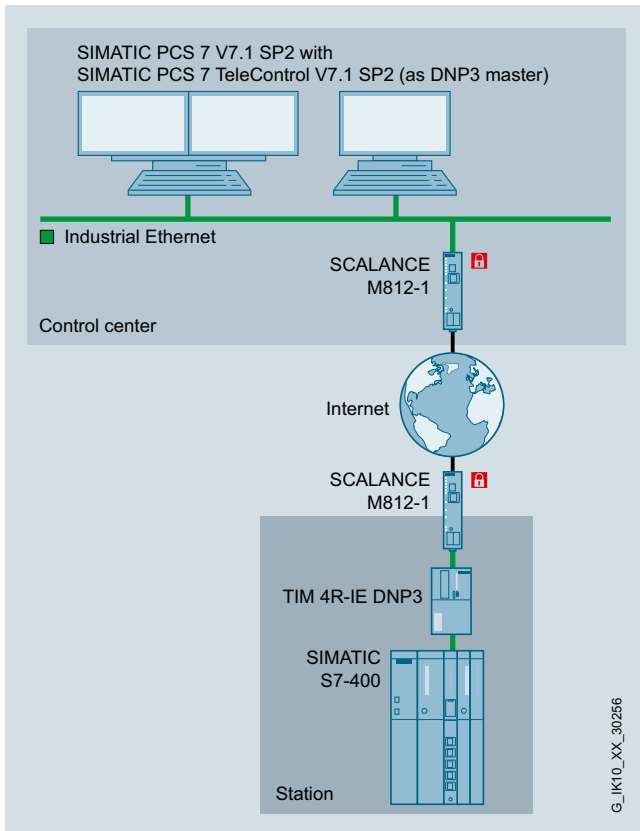 SIMATIC PCS 7 V7.1 SP2 with
SIMATIC PCS 7 TeleControl V7.1 SP2 (as DNP3 master)
Industrial Ethernet
SCALANCE
M812-1
Control center
Internet
SCALANCE
M812-1
TIM 4R-IE DNP3
SIMATIC
S7-400
Station
G_IK10_XX_30256